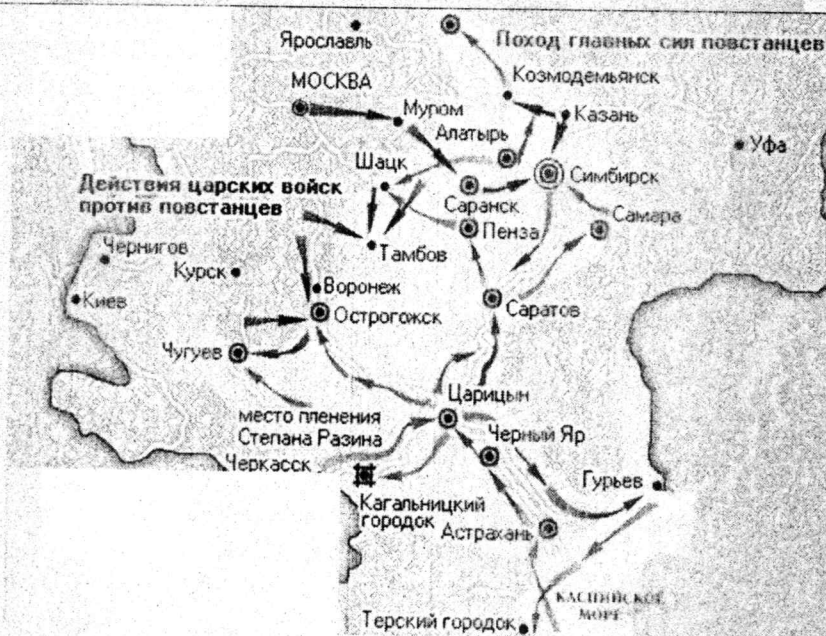 Ярославль
Поход главных сил повстанцев
МОСКВА
Козмодемьянск
Муром
Казань
Алатырь
Уфа
Шацк
Симбирск
Действия царских войск
против повстанцев
Саранск
Самара
Пенза
Чернигов
Тамбов
Курск
Воронеж
Киев
Саратов
Острогожск
Чугуев
Царицын
место пленения
Степана Разина
Черный Яр
Черкасск
Гурьев
Кагальницкий
городок
Астрахань
КАСПИЙСКОЕ
МОРЕ
Терский городок